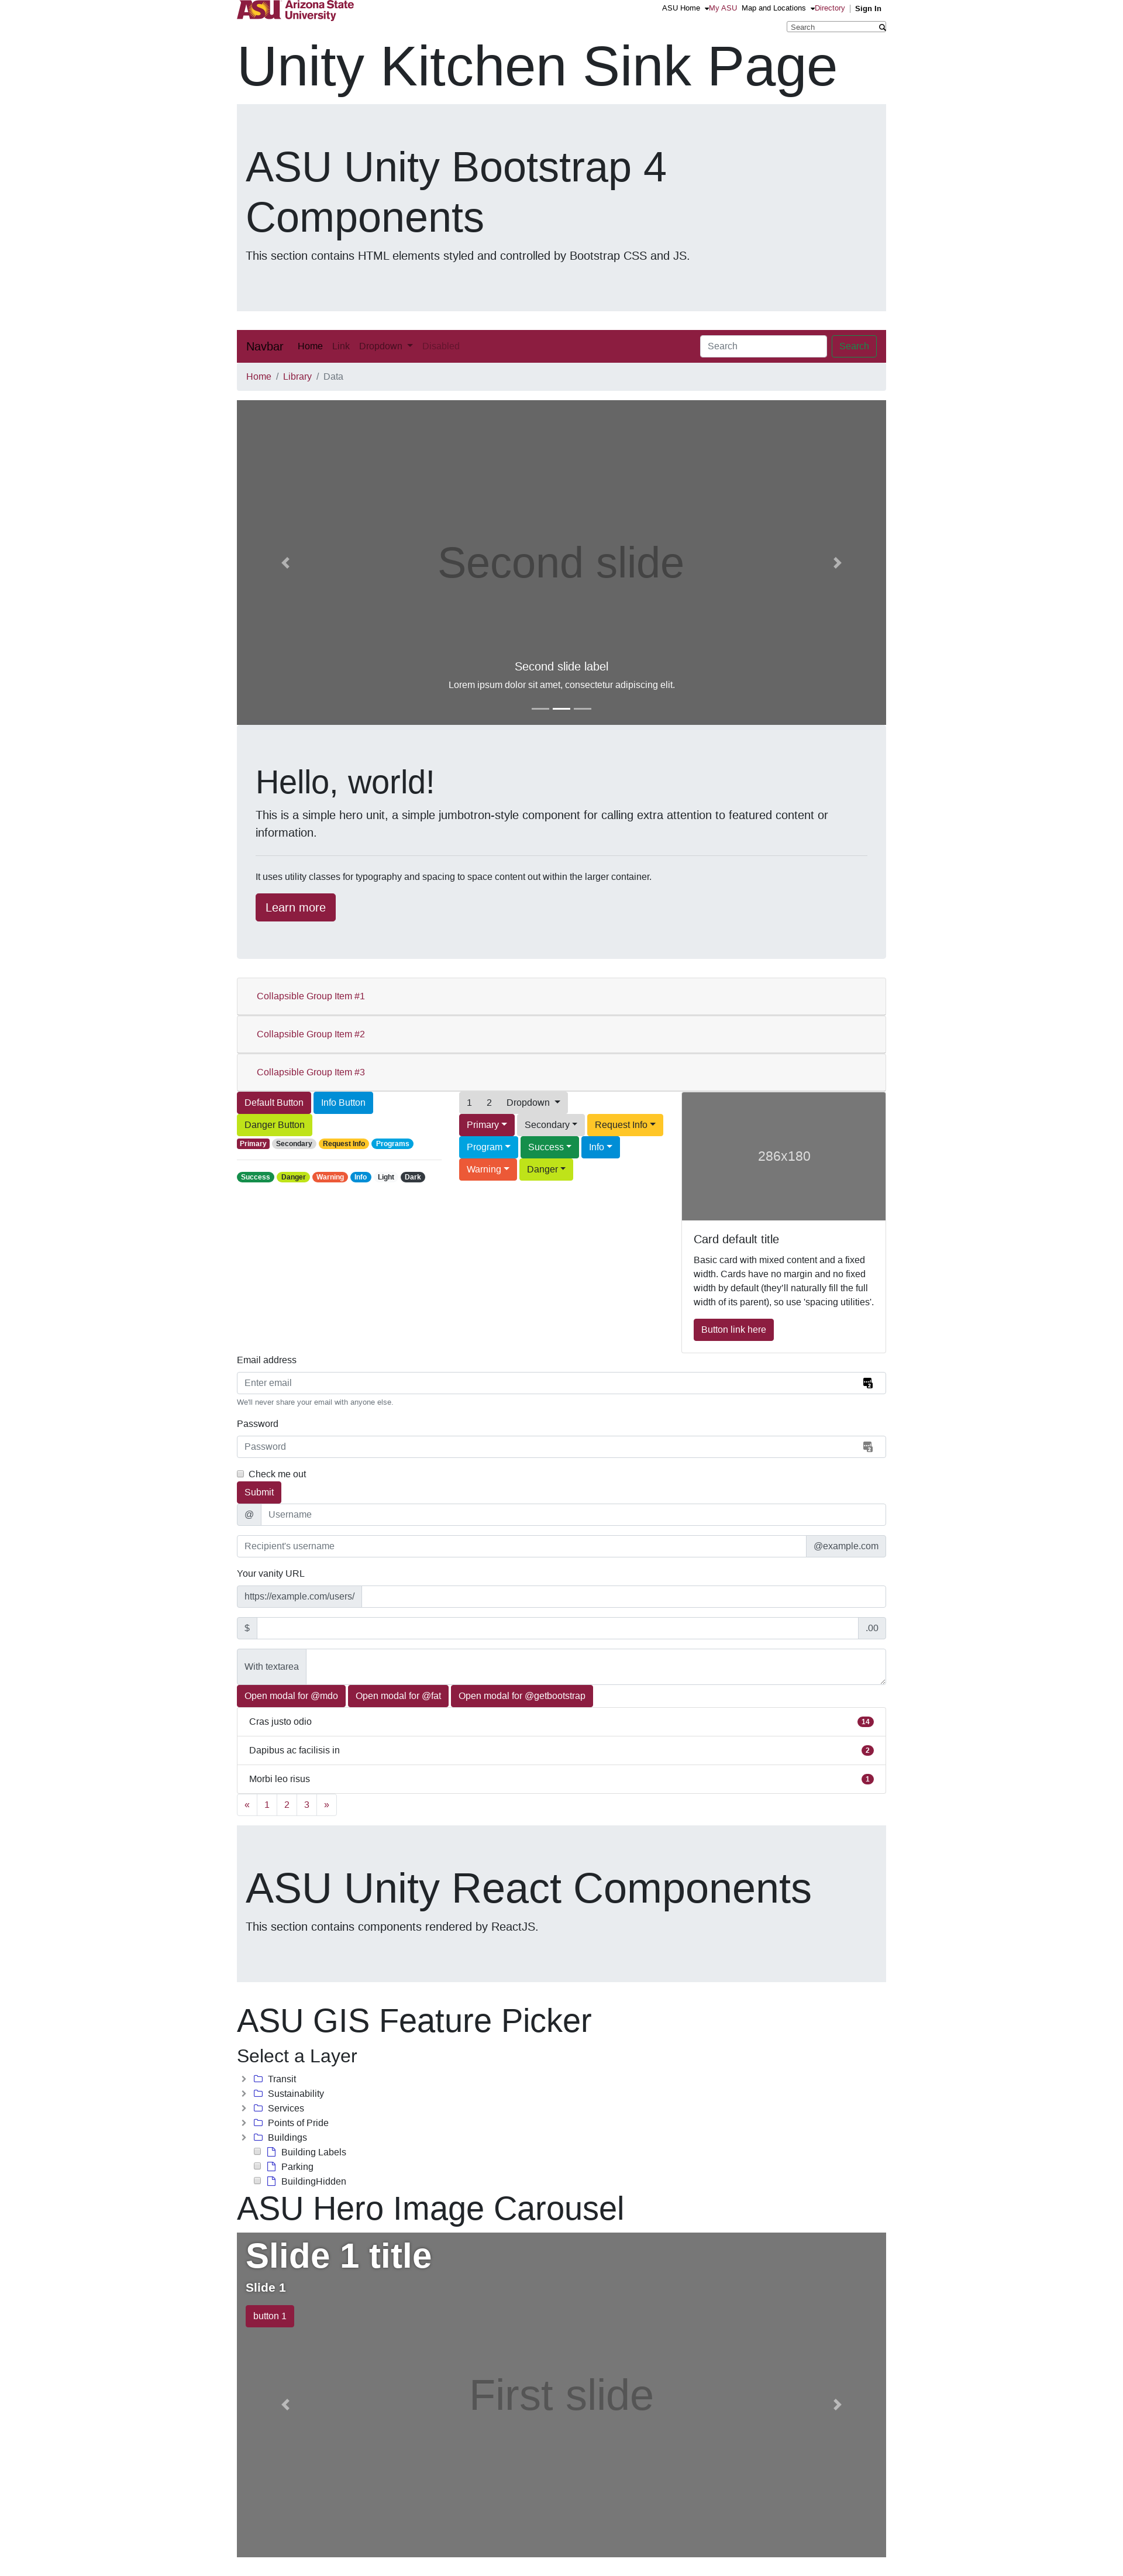 ASU Arizona State University
ASU Home My ASU Map and Locations Directory Sign In
Search
Unity Kitchen Sink Page
ASU Unity Bootstrap 4
Components
This section contains HTML elements styled and controlled by Bootstrap CSS and JS.
Navbar Home Link Dropdown Disabled Search Search
Home / Library / Data
Second slide
Second slide label
Lorem ipsum dolor sit amet, consectetur adipiscing elit.
Hello, world!
This is a simple hero unit, a simple jumbotron-style component for calling extra attention to featured content or
information.
It uses utility classes for typography and spacing to space content out within the larger container.
Learn more
Collapsible Group Item #1
Collapsible Group Item #2
Collapsible Group Item #3
Default Button Info Button
Danger Button
Primary Secondary Request Info Programs
Success Danger Warning Info Light Dark
1 2 Dropdown
Primary Secondary Request Info
Program Success Info
Warning Danger
286x180
Card default title
Basic card with mixed content and a fixed
width. Cards have no margin and no fixed
width by default (they'll naturally fill the full
width of its parent), so use 'spacing utilities'.
Button link here
Email address
Enter email
We'll never share your email with anyone else.
Password
Password
Check me out
Submit
@ Username
Recipient's username @example.com
Your vanity URL
https://example.com/users/
$ .00
With textarea
Open modal for @mdo Open modal for @fat Open modal for @getbootstrap
Cras justo odio 14
Dapibus ac facilisis in 2
Morbi leo risus 1
« 1 2 3 »
ASU Unity React Components
This section contains components rendered by ReactJS.
ASU GIS Feature Picker
Select a Layer
Transit
Sustainability
Services
Points of Pride
Buildings
Building Labels
Parking
BuildingHidden
ASU Hero Image Carousel
Slide 1 title
Slide 1
button 1
First slide